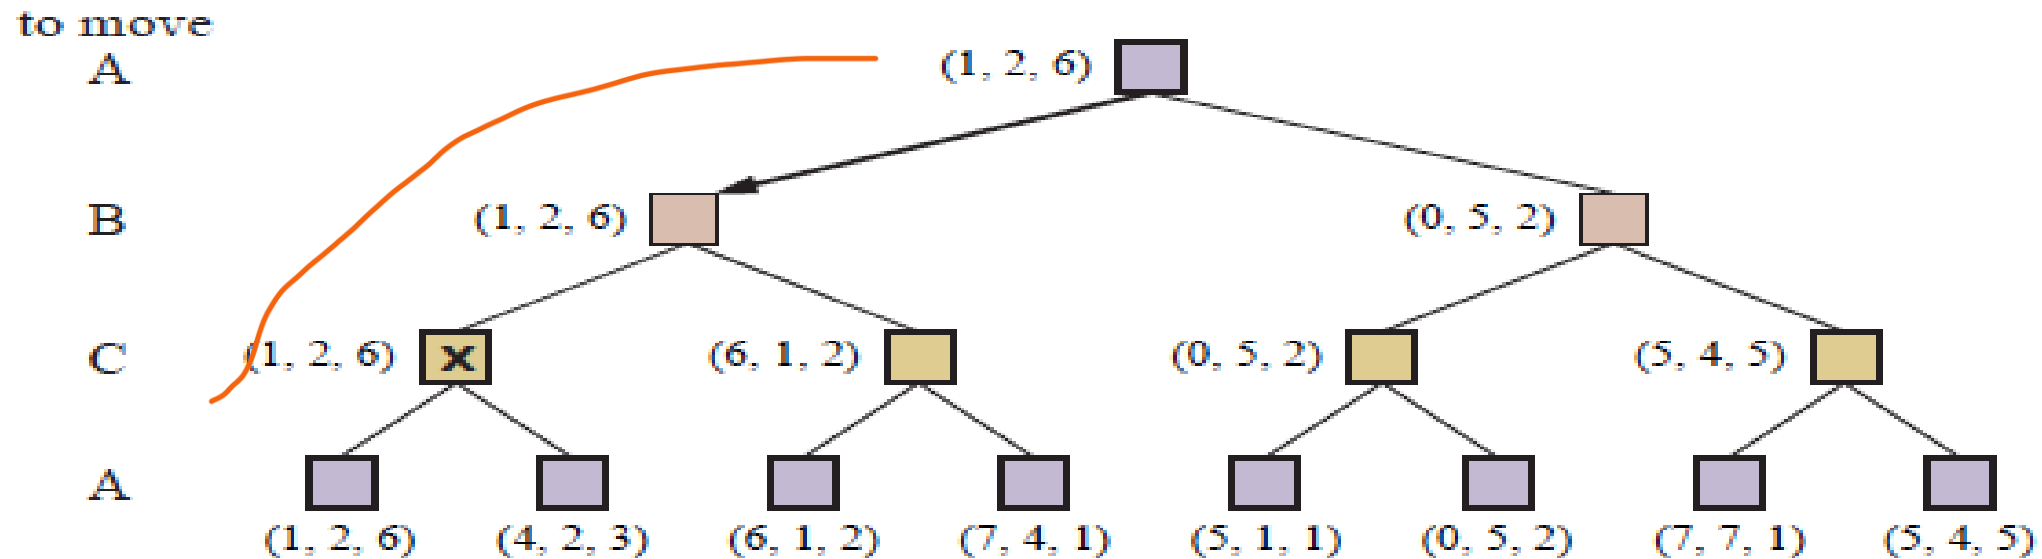 to move
A (1, 2, 6)
B (1, 2, 6) (0, 5, 2)
C (1, 2, 6) X (6, 1, 2) (0, 5, 2) (5, 4, 5)
A
(1, 2, 6) (4, 2, 3) (6, 1, 2) (7, 4, 1) (5, 1, 1) (0, 5, 2) (7, 7, 1) (5, 4, 5)